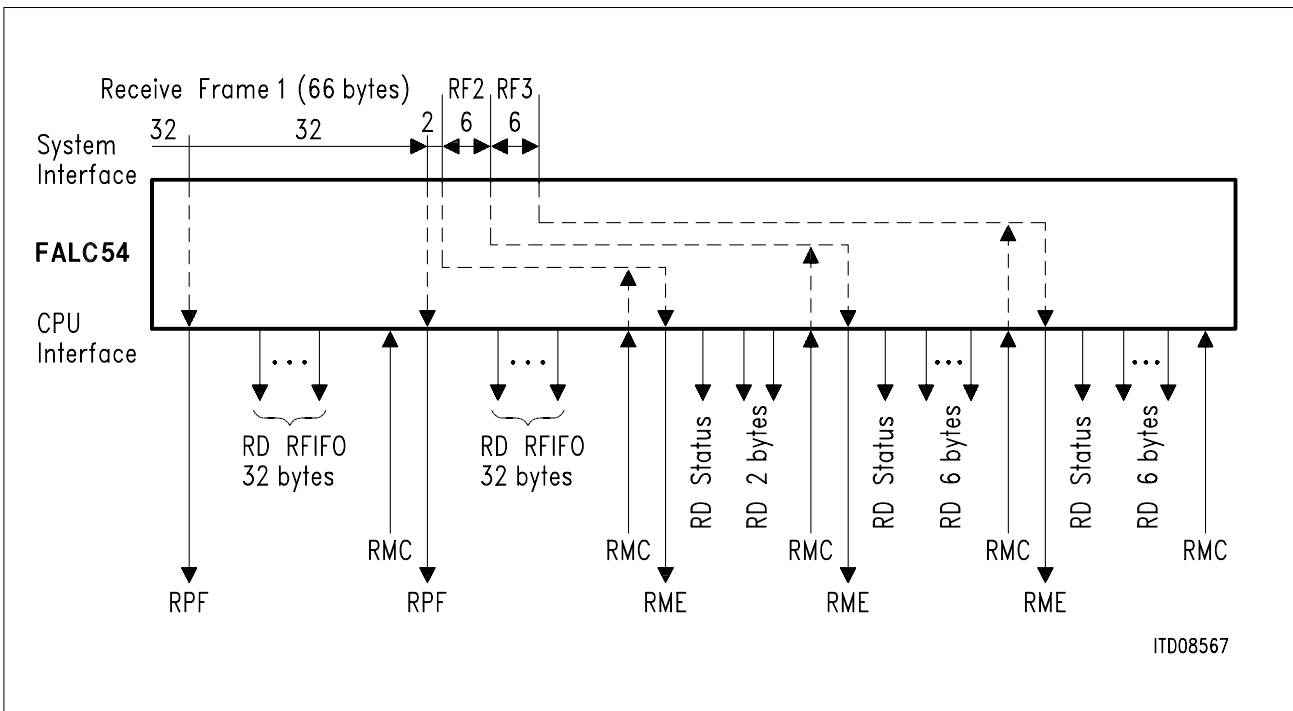 Receive Frame 1 (66 bytes) RF2 RF3
32 32 2 6 6
System
Interface
FALC54
CPU
Interface
... ... ... ...
RD RFIFO
32 bytes
RD RFIFO
32 bytes
RD Status
RD 2 bytes
RD Status
RD 6 bytes
RD Status
RD 6 bytes
RMC RMC RMC RMC RMC
RPF RPF RME RME RME
ITD08567